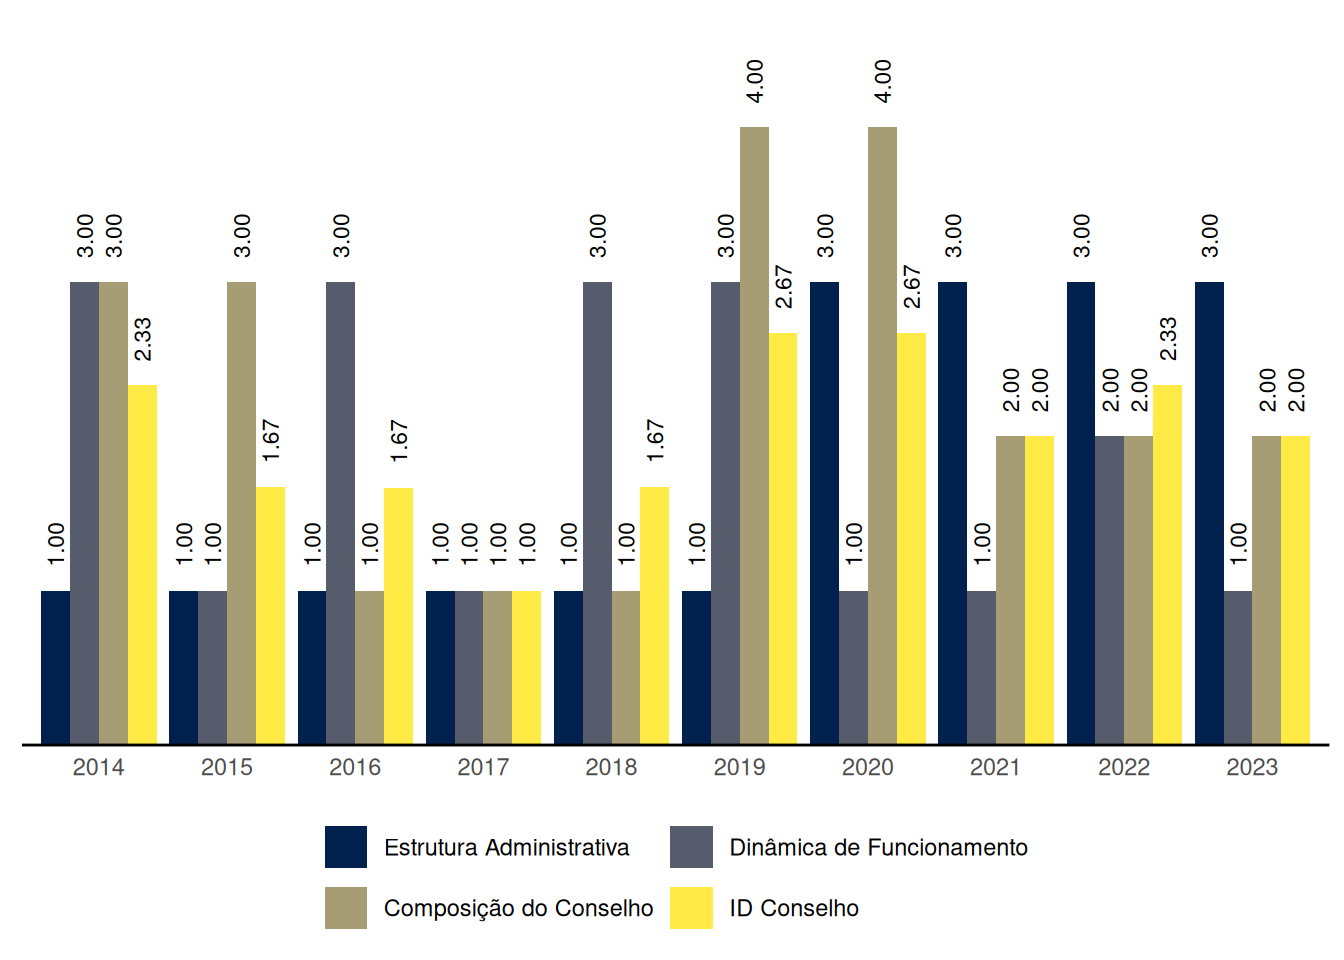 4.00 4.00
3.00 3.00 3.00 3.00 3.00 3.00 3.00 3.00 3.00 3.00
2.67 2.67
2.33 2.33
2.00 2.00 2.00 2.00 2.00 2.00
1.67 1.67 1.67
1.00 1.00 1.00 1.00 1.00 1.00 1.00 1.00 1.00 1.00 1.00 1.00 1.00 1.00 1.00
2014 2015 2016 2017 2018 2019 2020 2021 2022 2023
Estrutura Administrativa Dinâmica de Funcionamento
Composição do Conselho ID Conselho